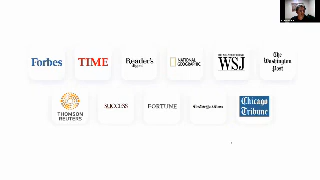 Forbes
TIME
Reader's
digest
NATIONAL
GEOGRAPHIC
WSJ
The
Washington
Post
THOMSON
REUTERS
SUCCESS
FORTUNE
Chicago
Tribune